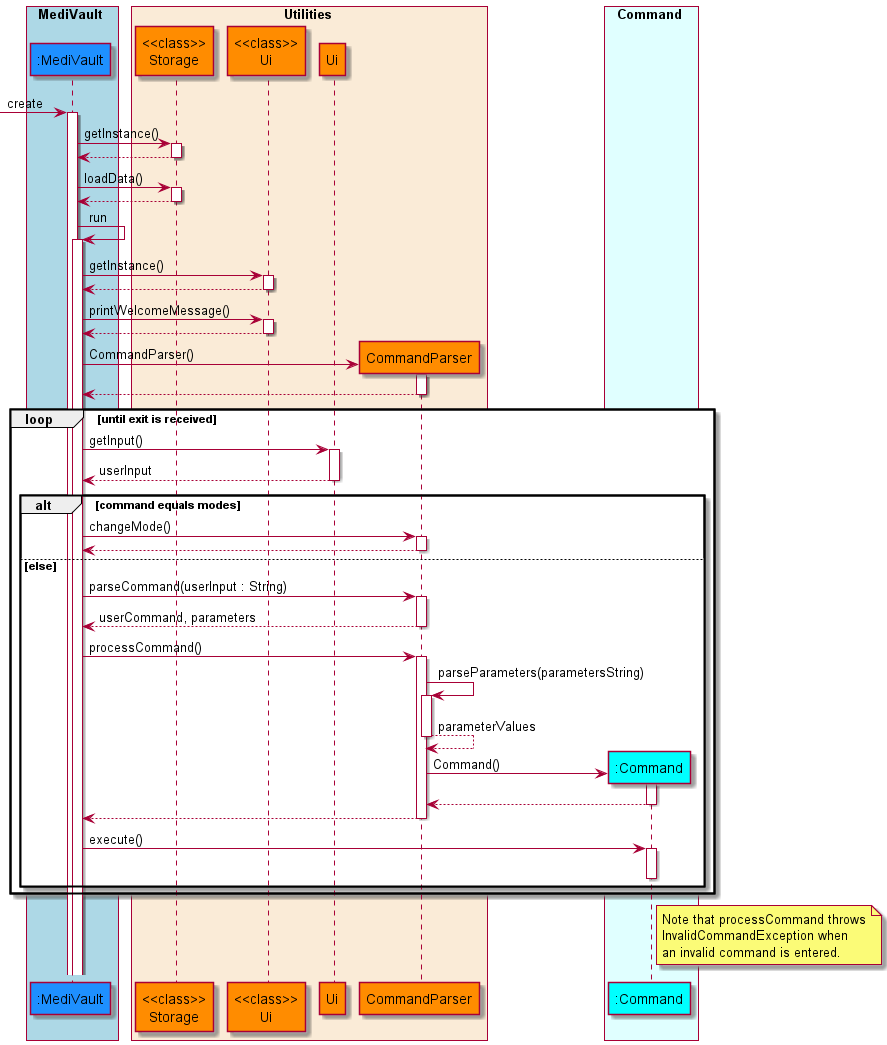 MediVault
Utilities
Command
:MediVault
<<class>>
Storage
<<class>>
Ui
Ui
create
getInstance()
loadData()
run
getInstance()
printWelcomeMessage()
CommandParser()
CommandParser
loop
[until exit is received]
getInput()
userInput
alt
[command equals modes]
changeMode()
[else]
parseCommand(userInput : String)
userCommand, parameters
processCommand()
parseParameters(parametersString)
parameterValues
Command()
:Command
execute()
Note that processCommand throws
InvalidCommandException when
an invalid command is entered.
:MediVault
<<class>>
Storage
<<class>>
Ui
Ui
CommandParser
:Command